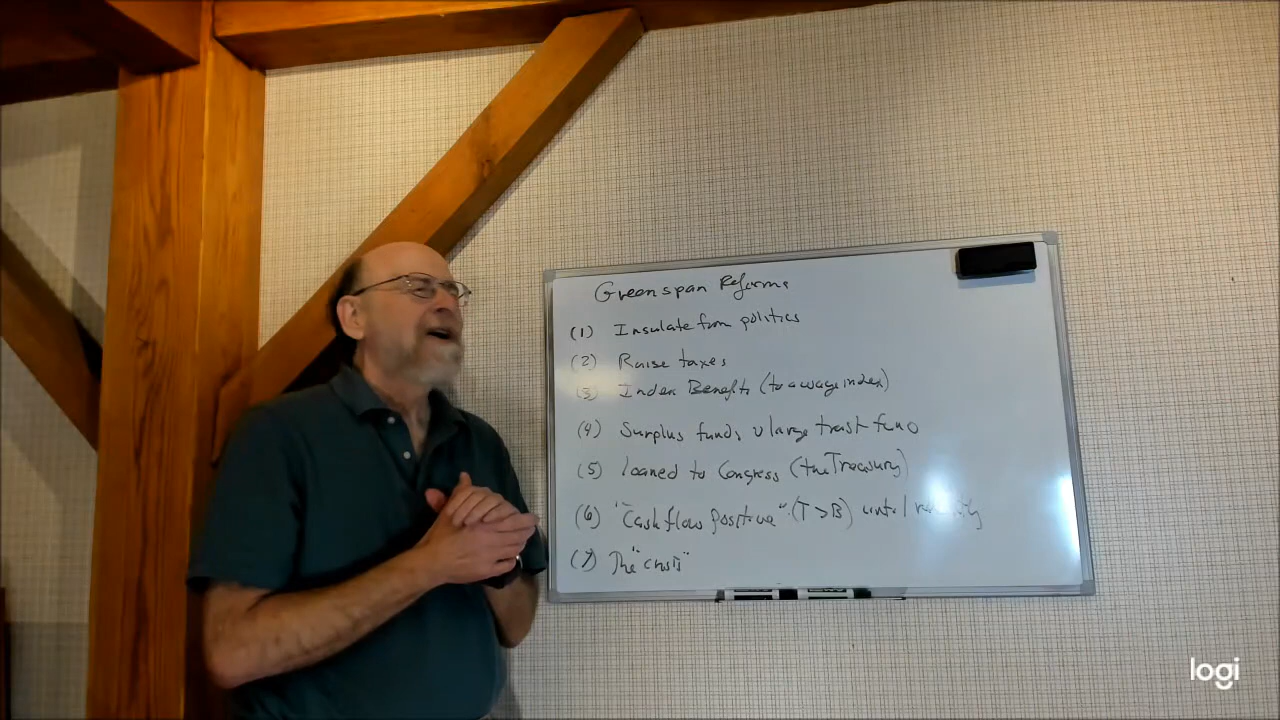 Greenspan Reforms
(1) Insulate from politics
(2) Raise taxes
(3) Index Benefits (to a wage index)
(4) Surplus funds large trust fund
(5) loaned to Congress (the Treasury)
(6) "Cash flow positive" (T>B) until
(7) The "crisis"
logi